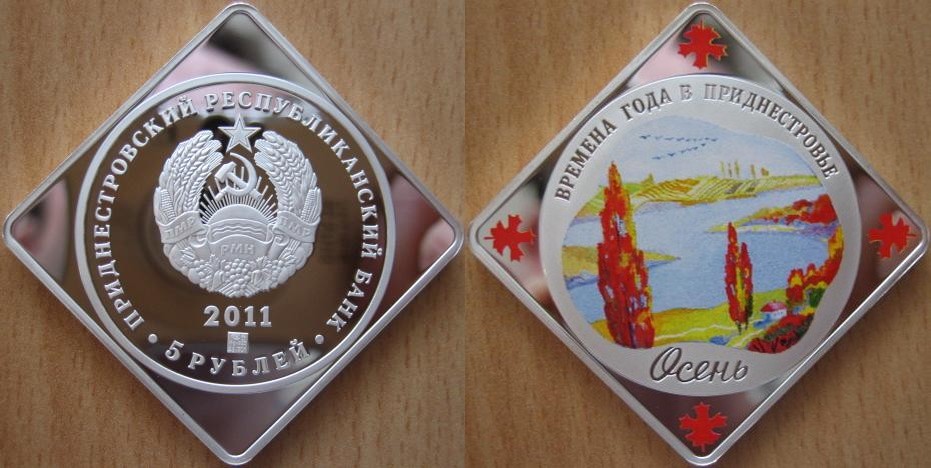 ПРИДНЕСТРОВСКИЙ РЕСПУБЛИКАНСКИЙ БАНК
ПМР
РМН
ПМР
2011
• 5 РУБЛЕЙ •
ВРЕМЕНА ГОДА В ПРИДНЕСТРОВЬЕ
Осень